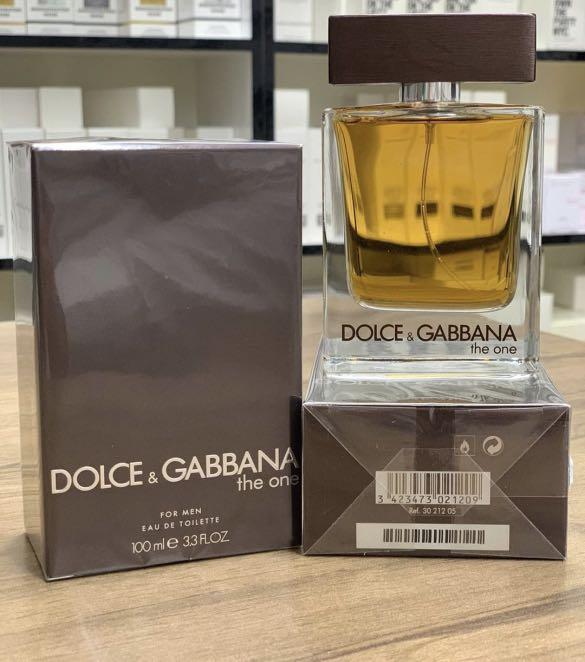 DOLCE & GABBANA
the one
FOR MEN
EAU DE TOILETTE
100 ml e 3.3 FL.OZ.
DOLCE & GABBANA
the one
3 423473 021209
Ref. 30 212 05